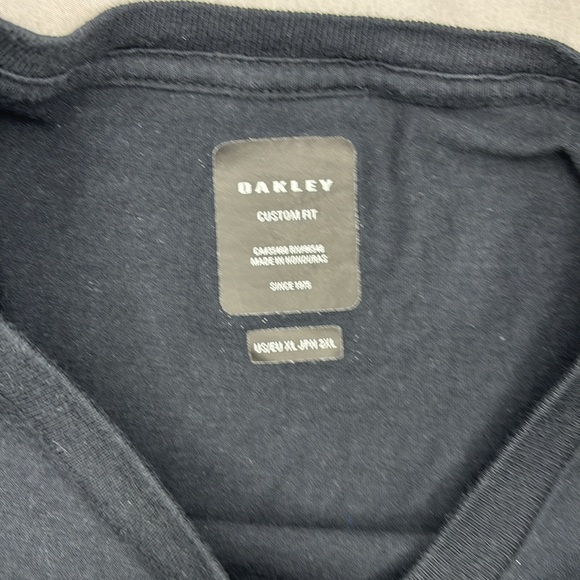 OAKLEY
CUSTOM FIT
MADE IN HONDURAS
SINCE 1975
US/EU XL JPN 2XL